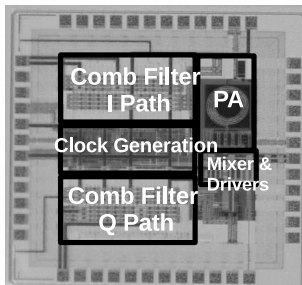 Comb Filter
I Path
PA
Clock Generation
Mixer &
Drivers
Comb Filter
Q Path